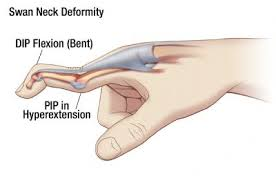 Swan Neck Deformity
DIP Flexion (Bent)
PIP in
Hyperextension